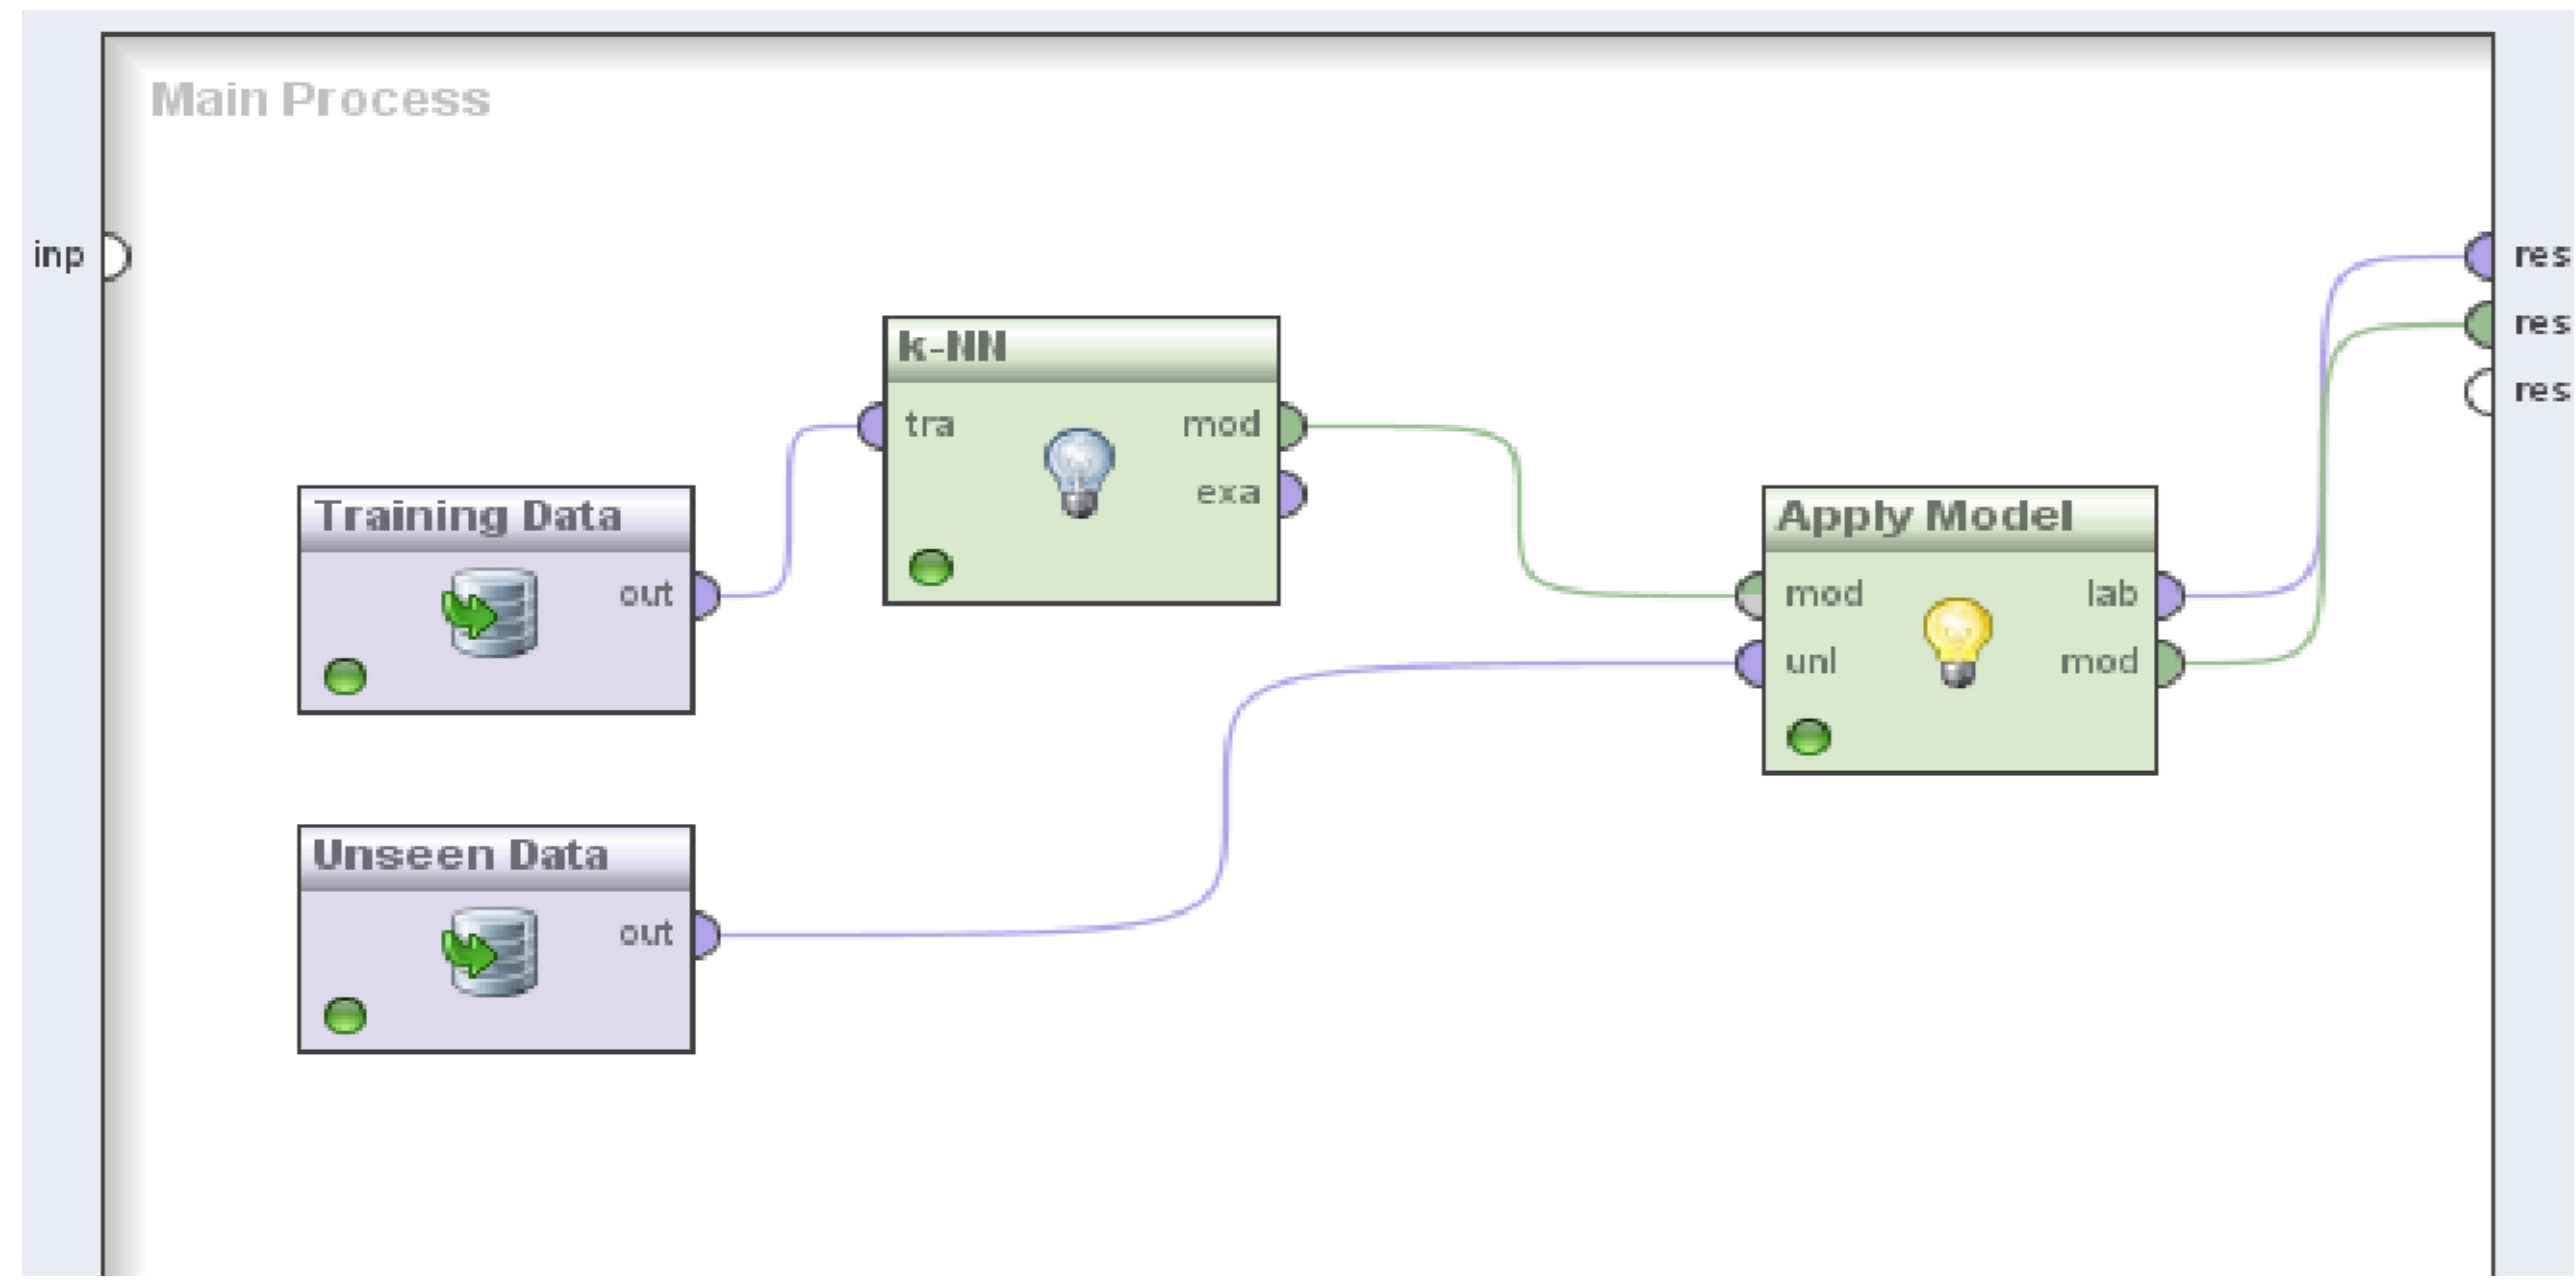 Main Process
inp
res
res
res
k-NN
tra
mod
exa
Training Data
out
Apply Model
mod
lab
unl
mod
Unseen Data
out